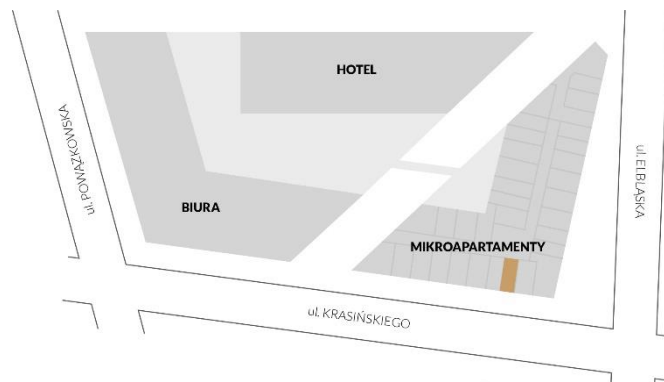 HOTEL
ul. POWĄZKOWSKA
ul. ELBLĄSKA
BIURA
MIKROAPARTAMENTY
ul. KRASIŃSKIEGO